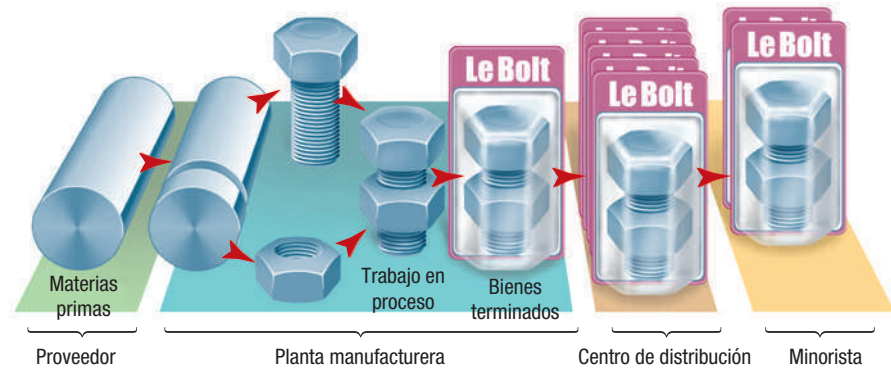 Le Bolt
Le Bolt
Le Bolt
Materias
primas
Trabajo en
proceso
Bienes
terminados
Proveedor
Planta manufacturera
Centro de distribución
Minorista